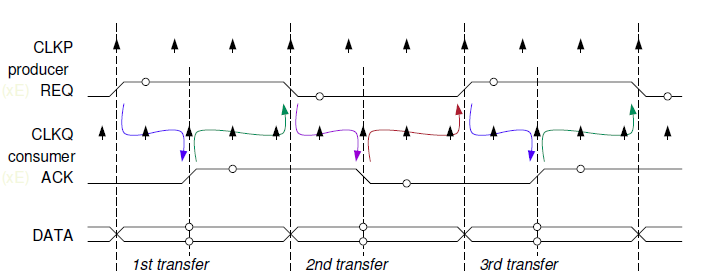 CLKP
producer
(xE) REQ
CLKQ
consumer
(xE) ACK
DATA
1st transfer 2nd transfer 3rd transfer